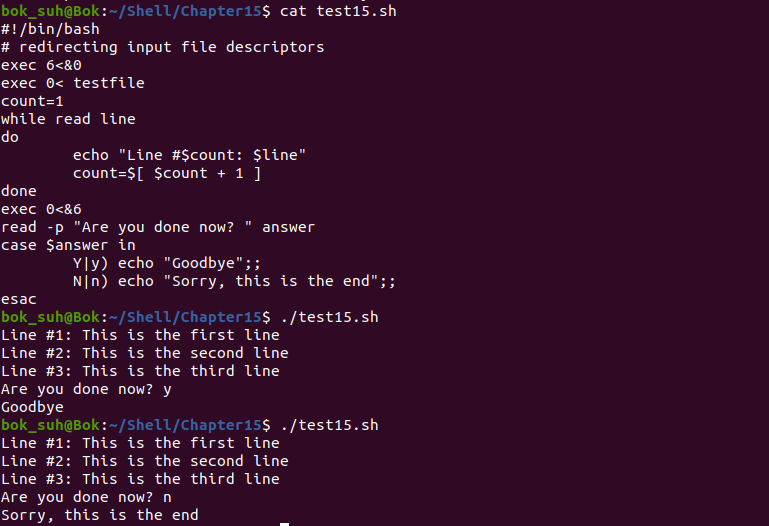 bok_suh@Bok:~/Shell/Chapter15$ cat test15.sh
#!/bin/bash
# redirecting input file descriptors
exec 6<&0
exec 0< testfile
count=1
while read line
do
        echo "Line #$count: $line"
        count=$[ $count + 1 ]
done
exec 0<&6
read -p "Are you done now? " answer
case $answer in
        Y|y) echo "Goodbye";;
        N|n) echo "Sorry, this is the end";;
esac
bok_suh@Bok:~/Shell/Chapter15$ ./test15.sh
Line #1: This is the first line
Line #2: This is the second line
Line #3: This is the third line
Are you done now? y
Goodbye
bok_suh@Bok:~/Shell/Chapter15$ ./test15.sh
Line #1: This is the first line
Line #2: This is the second line
Line #3: This is the third line
Are you done now? n
Sorry, this is the end